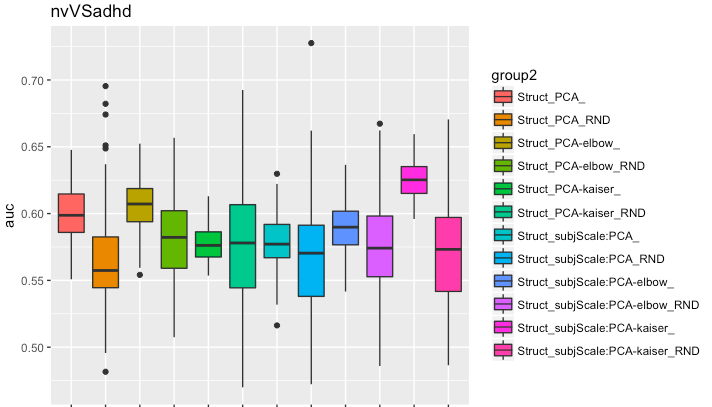 nvVSadhd
auc
0.70
0.65
0.60
0.55
0.50
group2
Struct_PCA_
Struct_PCA_RND
Struct_PCA-elbow_
Struct_PCA-elbow_RND
Struct_PCA-kaiser_
Struct_PCA-kaiser_RND
Struct_subjScale:PCA_
Struct_subjScale:PCA_RND
Struct_subjScale:PCA-elbow_
Struct_subjScale:PCA-elbow_RND
Struct_subjScale:PCA-kaiser_
Struct_subjScale:PCA-kaiser_RND